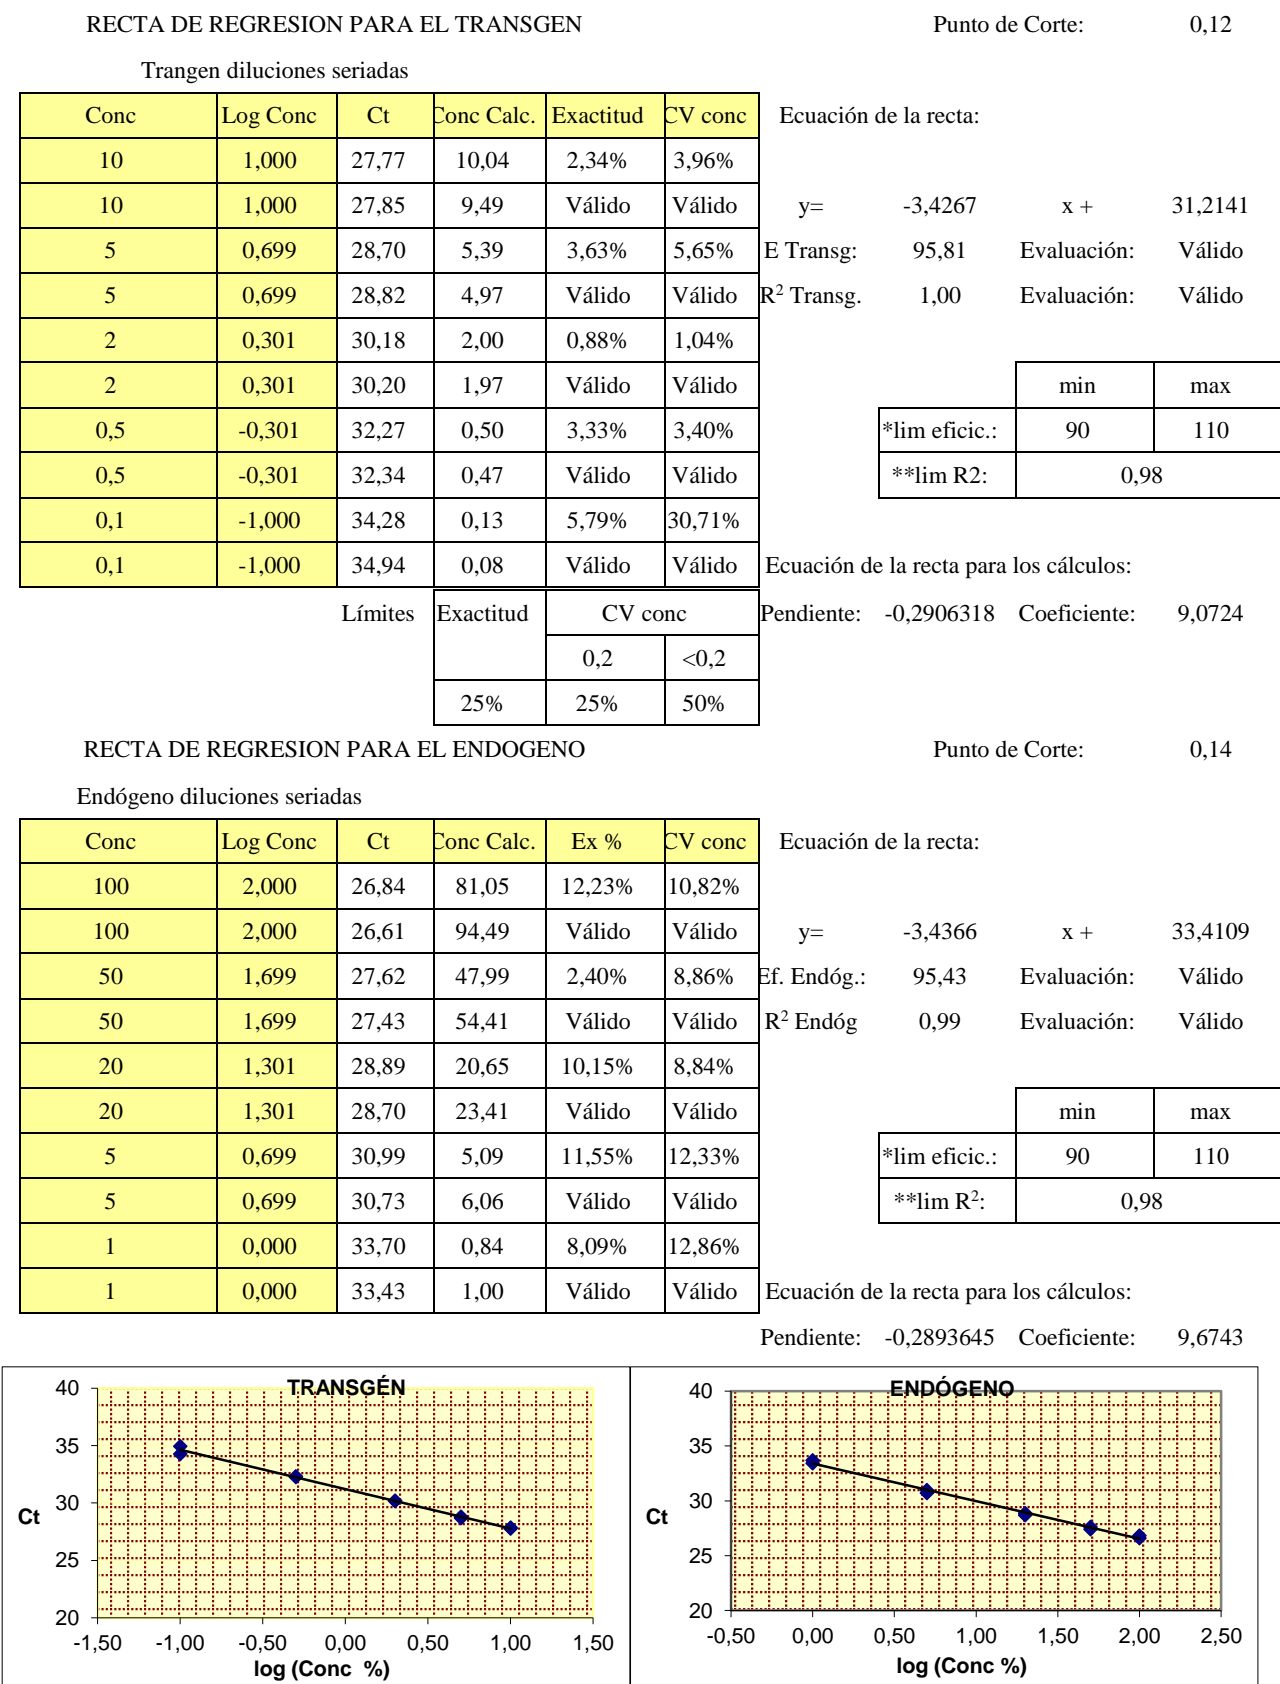 RECTA DE REGRESION PARA EL TRANSGEN Punto de Corte: 0,12
Trangen diluciones seriadas
Conc Log Conc Ct Conc Calc. Exactitud CV conc Ecuación de la recta:
10 1,000 27,77 10,04 2,34% 3,96%
10 1,000 27,85 9,49 Válido Válido y= -3,4267 x + 31,2141
5 0,699 28,70 5,39 3,63% 5,65% E Transg: 95,81 Evaluación: Válido
5 0,699 28,82 4,97 Válido Válido R² Transg. 1,00 Evaluación: Válido
2 0,301 30,18 2,00 0,88% 1,04%
2 0,301 30,20 1,97 Válido Válido min max
0,5 -0,301 32,27 0,50 3,33% 3,40% *lim eficic.: 90 110
0,5 -0,301 32,34 0,47 Válido Válido **lim R2: 0,98
0,1 -1,000 34,28 0,13 5,79% 30,71%
0,1 -1,000 34,94 0,08 Válido Válido Ecuación de la recta para los cálculos:
Límites Exactitud CV conc Pendiente: -0,2906318 Coeficiente: 9,0724
0,2 <0,2
25% 25% 50%
RECTA DE REGRESION PARA EL ENDOGENO Punto de Corte: 0,14
Endógeno diluciones seriadas
Conc Log Conc Ct Conc Calc. Ex % CV conc Ecuación de la recta:
100 2,000 26,84 81,05 12,23% 10,82%
100 2,000 26,61 94,49 Válido Válido y= -3,4366 x + 33,4109
50 1,699 27,62 47,99 2,40% 8,86% Ef. Endóg.: 95,43 Evaluación: Válido
50 1,699 27,43 54,41 Válido Válido R² Endóg 0,99 Evaluación: Válido
20 1,301 28,89 20,65 10,15% 8,84%
20 1,301 28,70 23,41 Válido Válido min max
5 0,699 30,99 5,09 11,55% 12,33% *lim eficic.: 90 110
5 0,699 30,73 6,06 Válido Válido **lim R²: 0,98
1 0,000 33,70 0,84 8,09% 12,86%
1 0,000 33,43 1,00 Válido Válido Ecuación de la recta para los cálculos:
Pendiente: -0,2893645 Coeficiente: 9,6743
TRANSGÉN
40
35
30
25
20
Ct
-1,50 -1,00 -0,50 0,00 0,50 1,00 1,50
log (Conc %)
ENDÓGENO
40
35
30
25
20
Ct
-0,50 0,00 0,50 1,00 1,50 2,00 2,50
log (Conc %)